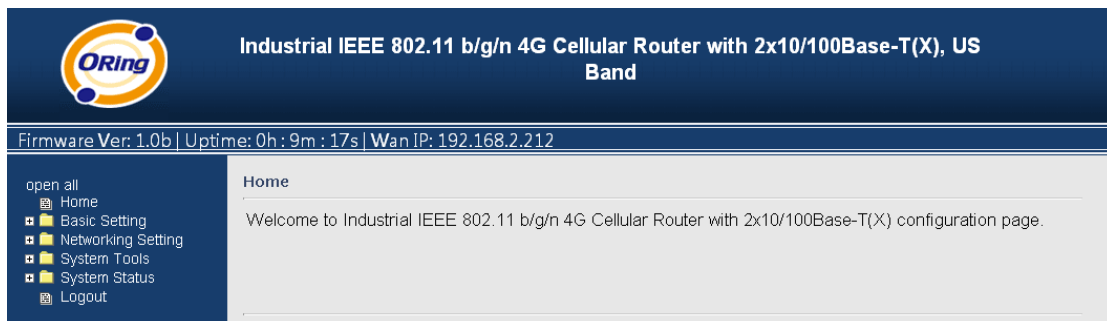 ORing
Industrial IEEE 802.11 b/g/n 4G Cellular Router with 2x10/100Base-T(X), US
Band
Firmware Ver: 1.0b | Uptime: 0h : 9m : 17s | Wan IP: 192.168.2.212
open all
Home
Basic Setting
Networking Setting
System Tools
System Status
Logout
Home
Welcome to Industrial IEEE 802.11 b/g/n 4G Cellular Router with 2x10/100Base-T(X) configuration page.